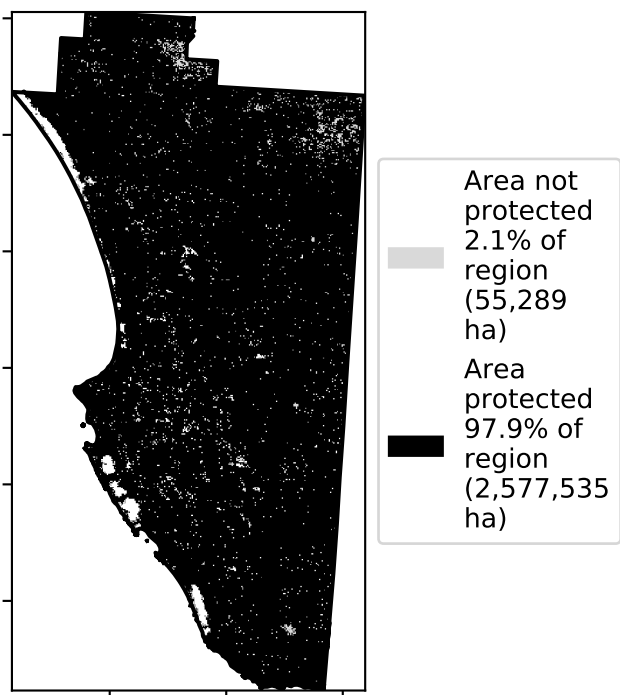 Area not
protected
2.1% of
region
(55,289
ha)
Area
protected
97.9% of
region
(2,577,535
ha)